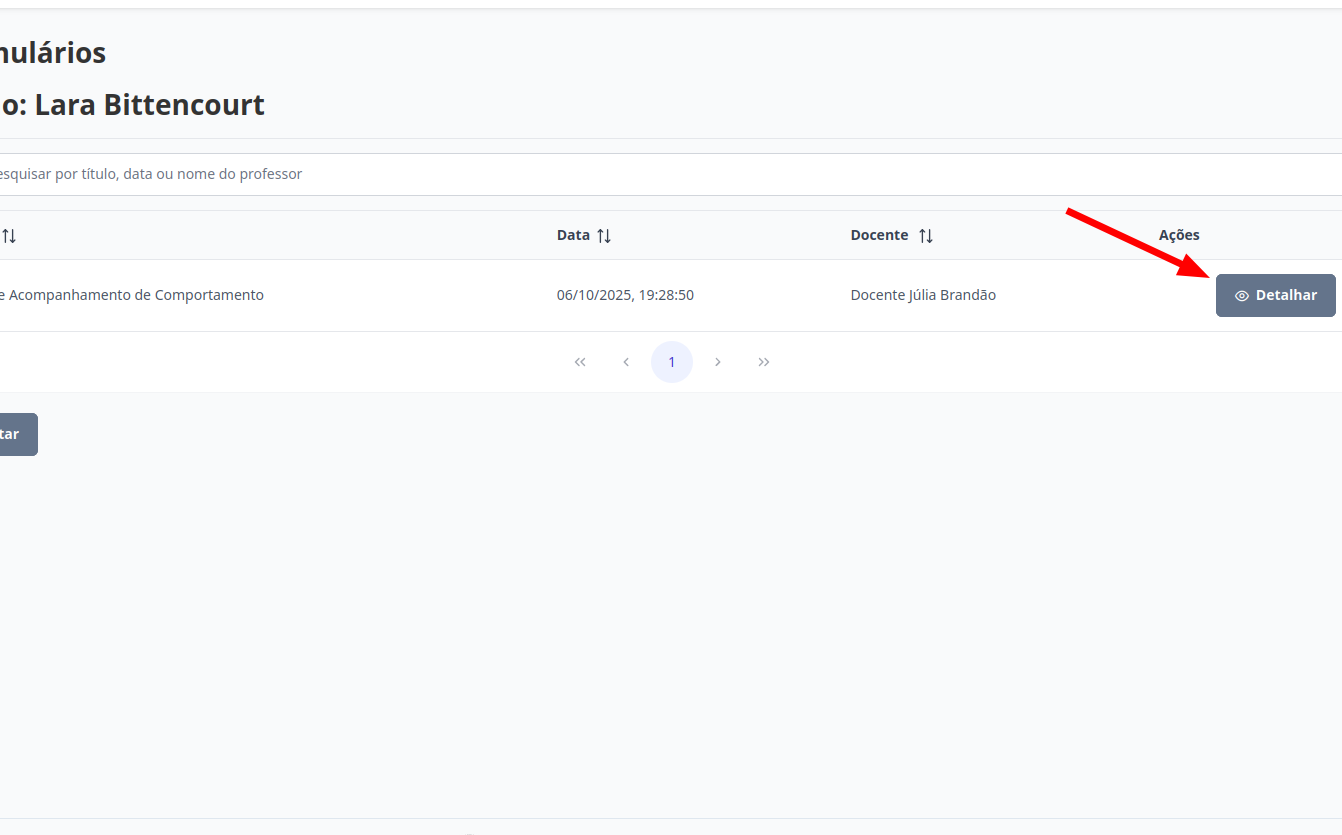 nulários
o: Lara Bittencourt
esquisar por título, data ou nome do professor
Data Docente Ações
e Acompanhamento de Comportamento 06/10/2025, 19:28:50 Docente Júlia Brandão Detalhar
1
tar